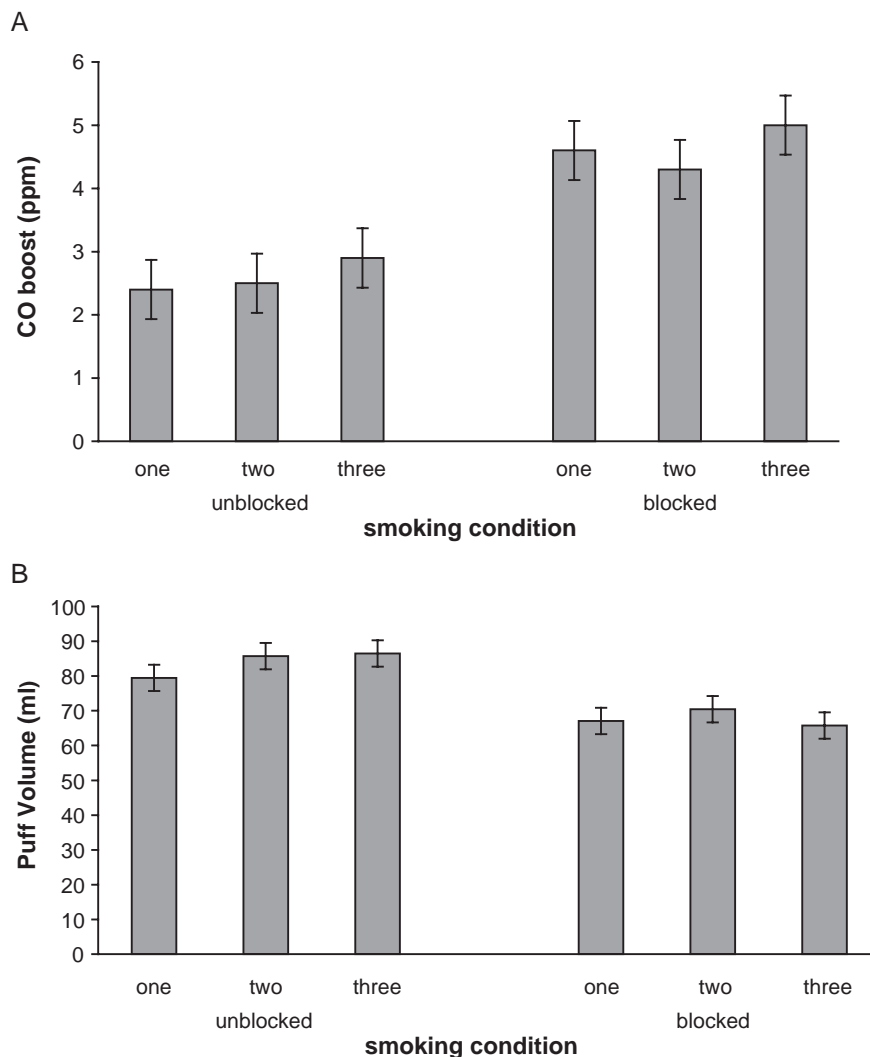 A
6
5
4
3
2
1
0
CO boost (ppm)
one two three one two three
unblocked blocked
smoking condition
B
100
90
80
70
60
50
40
30
20
10
0
Puff Volume (ml)
one two three one two three
unblocked blocked
smoking condition